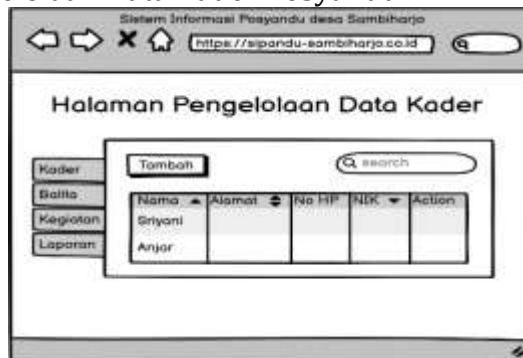 Sistem Informasi Posyandu desa Sambiharjo
https://sipandu-sambiharjo.co.id
Halaman Pengelolaan Data Kader
Tambah
search
Kader
Balita
Kegiatan
Laporan
Nama Alamat No HP NIK Action
Sriyani
Anjar